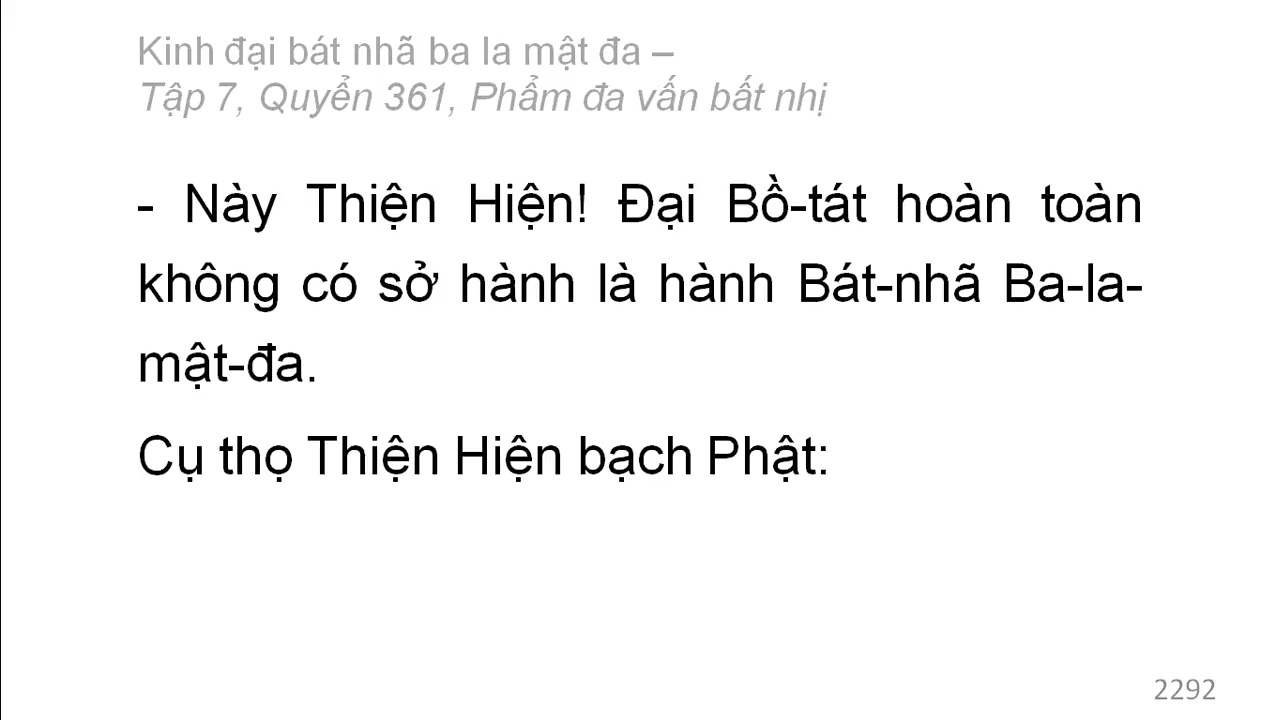 Kinh đại bát nhã ba la mật đa –
Tập 7, Quyển 361, Phẩm đa vấn bất nhị
- Này Thiện Hiện! Đại Bồ-tát hoàn toàn
không có sở hành là hành Bát-nhã Ba-la-
mật-đa.
Cụ thọ Thiện Hiện bạch Phật:
2292